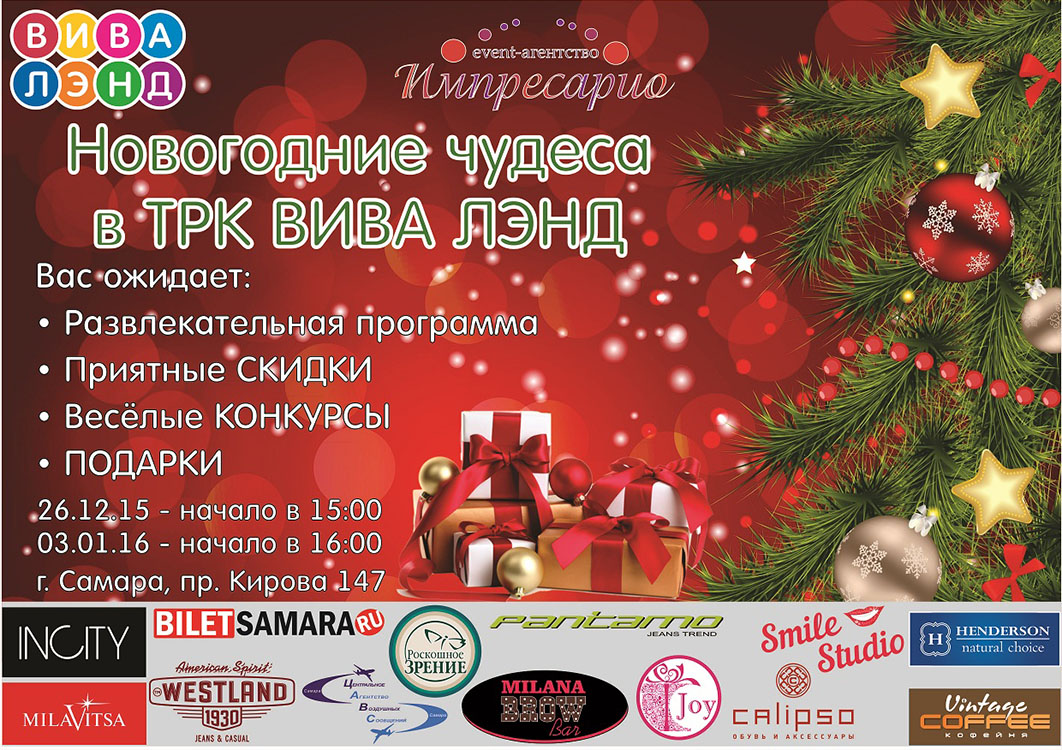 ВИВА
ЛЭНД
event-агентство
Импресарио
Новогодние чудеса
в ТРК ВИВА ЛЭНД
Вас ожидает:
• Развлекательная программа
• Приятные СКИДКИ
• Весёлые КОНКУРСЫ
• ПОДАРКИ
26.12.15 - начало в 15:00
03.01.16 - начало в 16:00
г. Самара, пр. Кирова 147
INCITY
BILETSAMARA.RU
Роскошное
ЗРЕНИЕ
Pantamo
JEANS TREND
Smile
Studio
HENDERSON
natural choice
MILAVITSA
American Spirit
WESTLAND
1930
JEANS & CASUAL
Самара
Центральное
Агентство
Воздушных
Сообщений
Самара
MILANA
BROW
Bar
Joy
CALIPSO
ОБУВЬ И АКСЕССУАРЫ
Vintage
COFFEE
кофейня